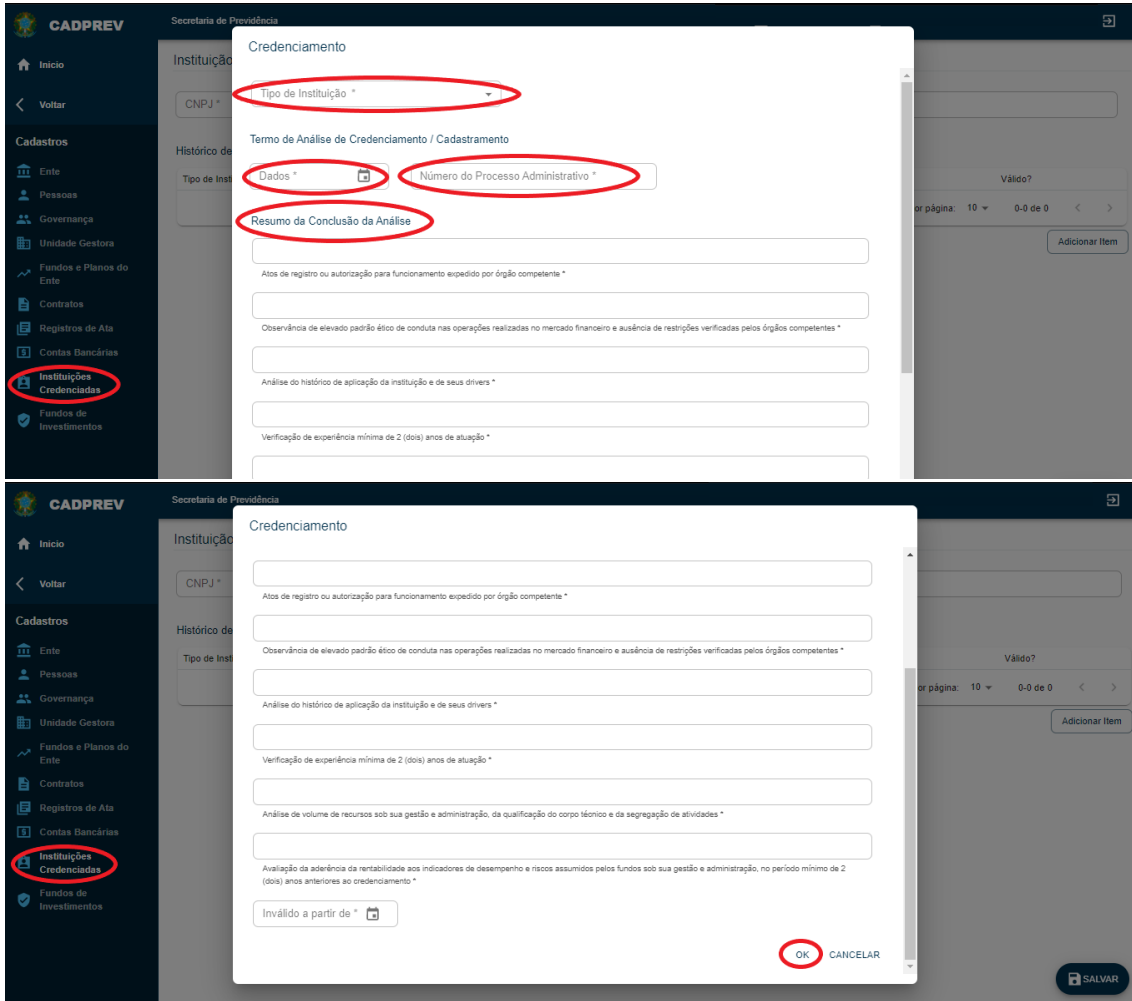 CADPREV
Secretaria de Previdência
Inicio
Voltar
Cadastros
Ente
Pessoas
Governança
Unidade Gestora
Fundos e Planos do
Ente
Contratos
Registros de Ata
Contas Bancárias
Instituições
Credenciadas
Fundos de
Investimentos
Instituição
CNPJ *
Histórico de
Tipo de Insti
Credenciamento
Tipo de Instituição *
Termo de Análise de Credenciamento / Cadastramento
Dados *
Número do Processo Administrativo *
Resumo da Conclusão da Análise
Atos de registro ou autorização para funcionamento expedido por órgão competente *
Observância de elevado padrão ético de conduta nas operações realizadas no mercado financeiro e ausência de restrições verificadas pelos órgãos competentes *
Análise do histórico de aplicação da instituição e de seus drivers *
Verificação de experiência mínima de 2 (dois) anos de atuação *
Válido?
or página: 10 0-0 de 0
Adicionar Item
CADPREV
Secretaria de Previdência
Inicio
Voltar
Cadastros
Ente
Pessoas
Governança
Unidade Gestora
Fundos e Planos do
Ente
Contratos
Registros de Ata
Contas Bancárias
Instituições
Credenciadas
Fundos de
Investimentos
Instituição
CNPJ *
Histórico de
Tipo de Insti
Credenciamento
Atos de registro ou autorização para funcionamento expedido por órgão competente *
Observância de elevado padrão ético de conduta nas operações realizadas no mercado financeiro e ausência de restrições verificadas pelos órgãos competentes *
Análise do histórico de aplicação da instituição e de seus drivers *
Verificação de experiência mínima de 2 (dois) anos de atuação *
Análise de volume de recursos sob sua gestão e administração, da qualificação do corpo técnico e da segregação de atividades *
Avaliação da aderência da rentabilidade aos indicadores de desempenho e riscos assumidos pelos fundos sob sua gestão e administração, no período mínimo de 2
(dois) anos anteriores ao credenciamento *
Inválido a partir de *
OK CANCELAR
Válido?
or página: 10 0-0 de 0
Adicionar Item
SALVAR